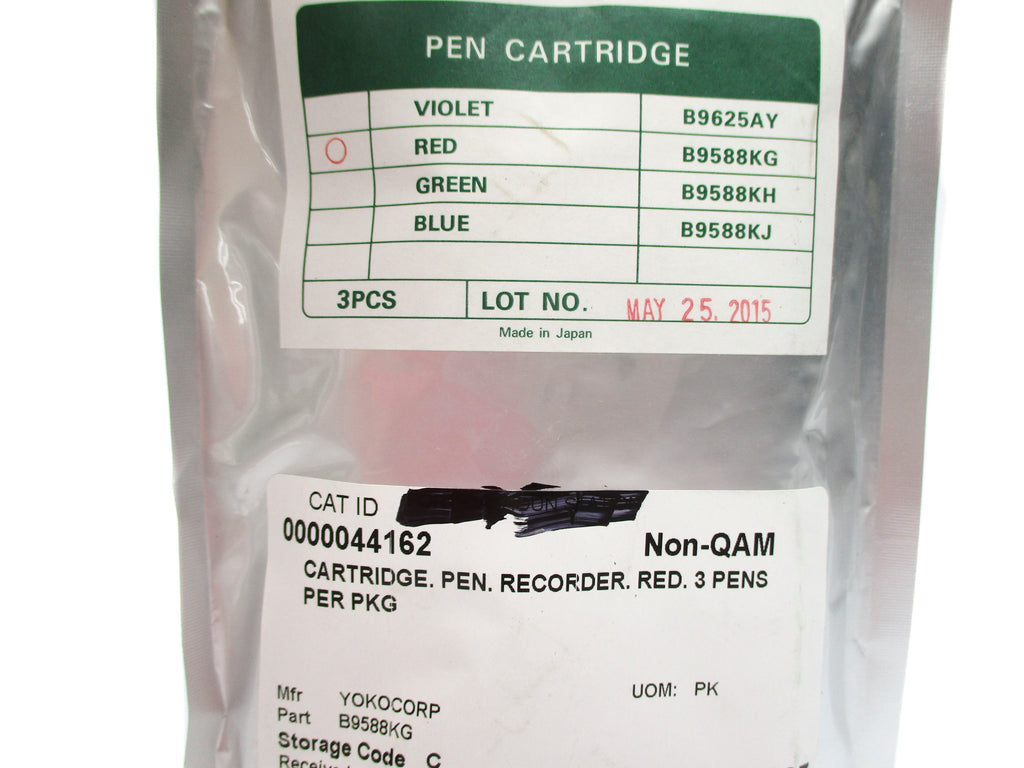 PEN CARTRIDGE
VIOLET B9625AY
RED B9588KG
GREEN B9588KH
BLUE B9588KJ
3PCS LOT NO. MAY 25. 2015
Made in Japan
CAT ID
0000044162 Non-QAM
CARTRIDGE. PEN. RECORDER. RED. 3 PENS
PER PKG
Mfr YOKOCORP UOM: PK
Part B9588KG
Storage Code C